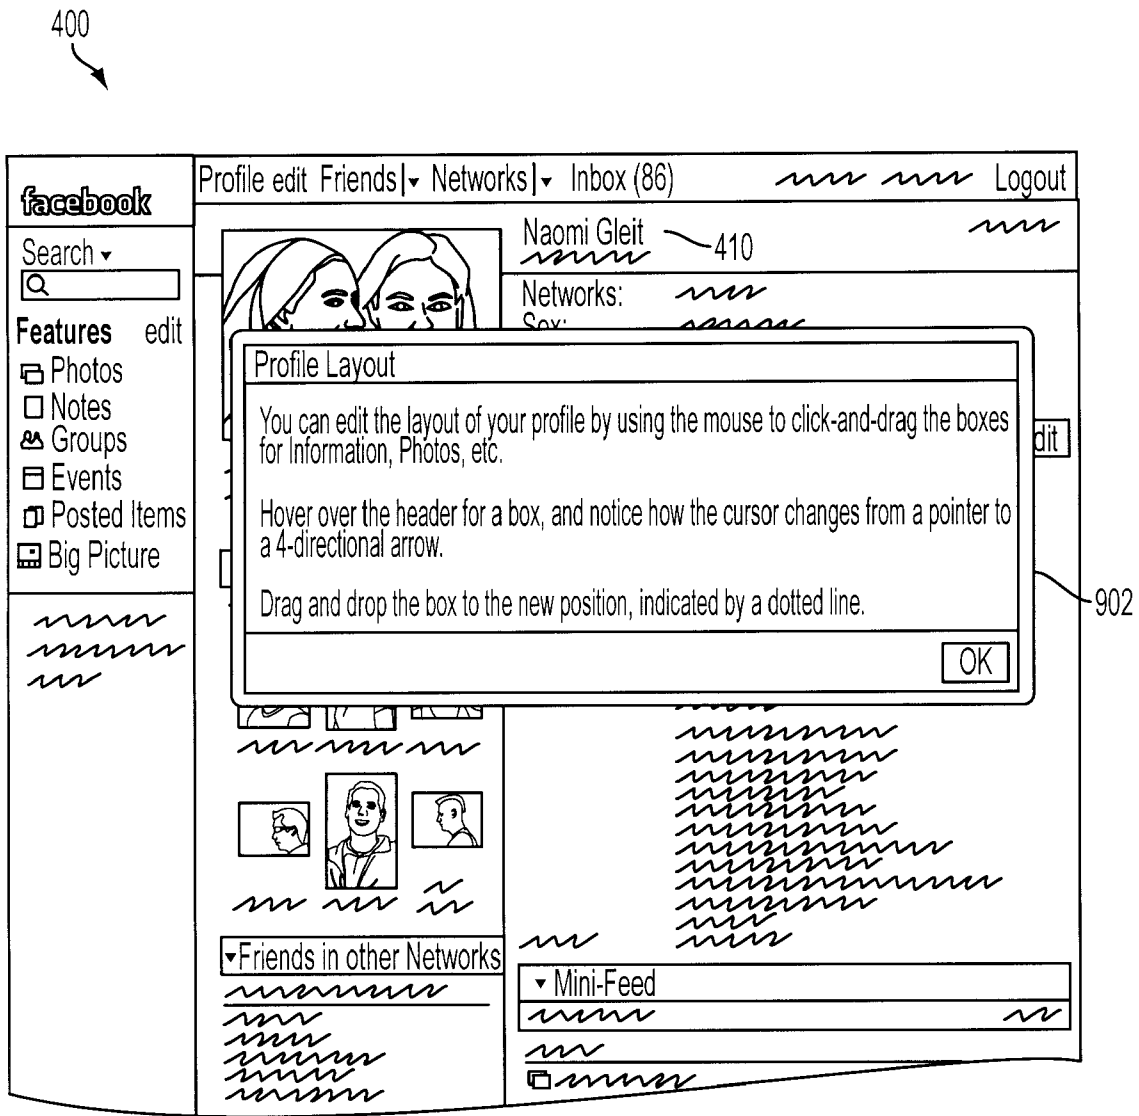 400
facebook
Profile edit Friends Networks Inbox (86) Logout
Search
Features edit
Photos
Notes
Groups
Events
Posted Items
Big Picture
Naomi Gleit
410
Networks:
Sex:
Profile Layout
You can edit the layout of your profile by using the mouse to click-and-drag the boxes
for Information, Photos, etc.
Hover over the header for a box, and notice how the cursor changes from a pointer to
a 4-directional arrow.
Drag and drop the box to the new position, indicated by a dotted line.
OK
dit
902
Friends in other Networks
Mini-Feed